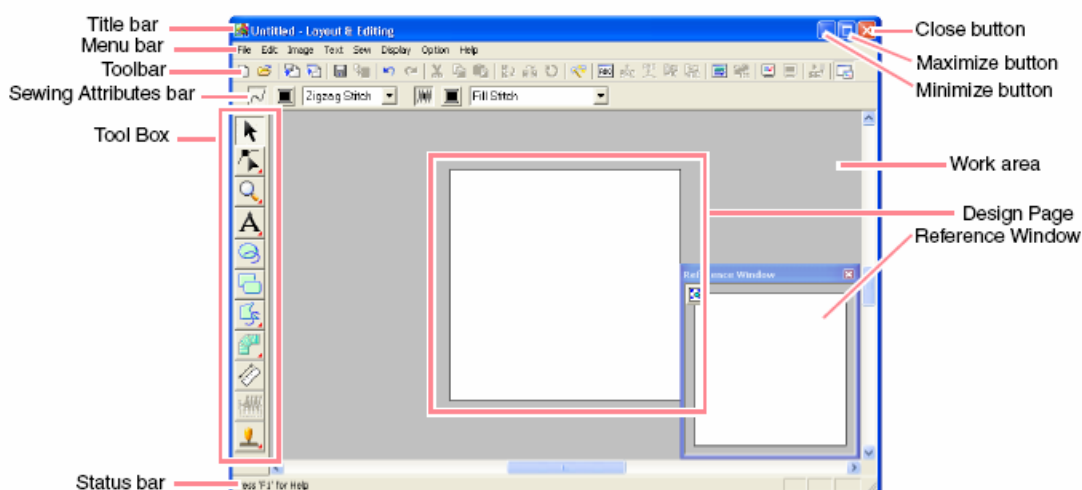 Title bar
Untitled - Layout & Editing
Close button
Menu bar
File Edit Image Text Sew Display Option Help
Maximize button
Toolbar
Minimize button
Sewing Attributes bar
Zigzag Stitch
Fill Stitch
Tool Box
A
Work area
Design Page
Reference Window
Reference Window
Status bar
Press 'F1' for Help